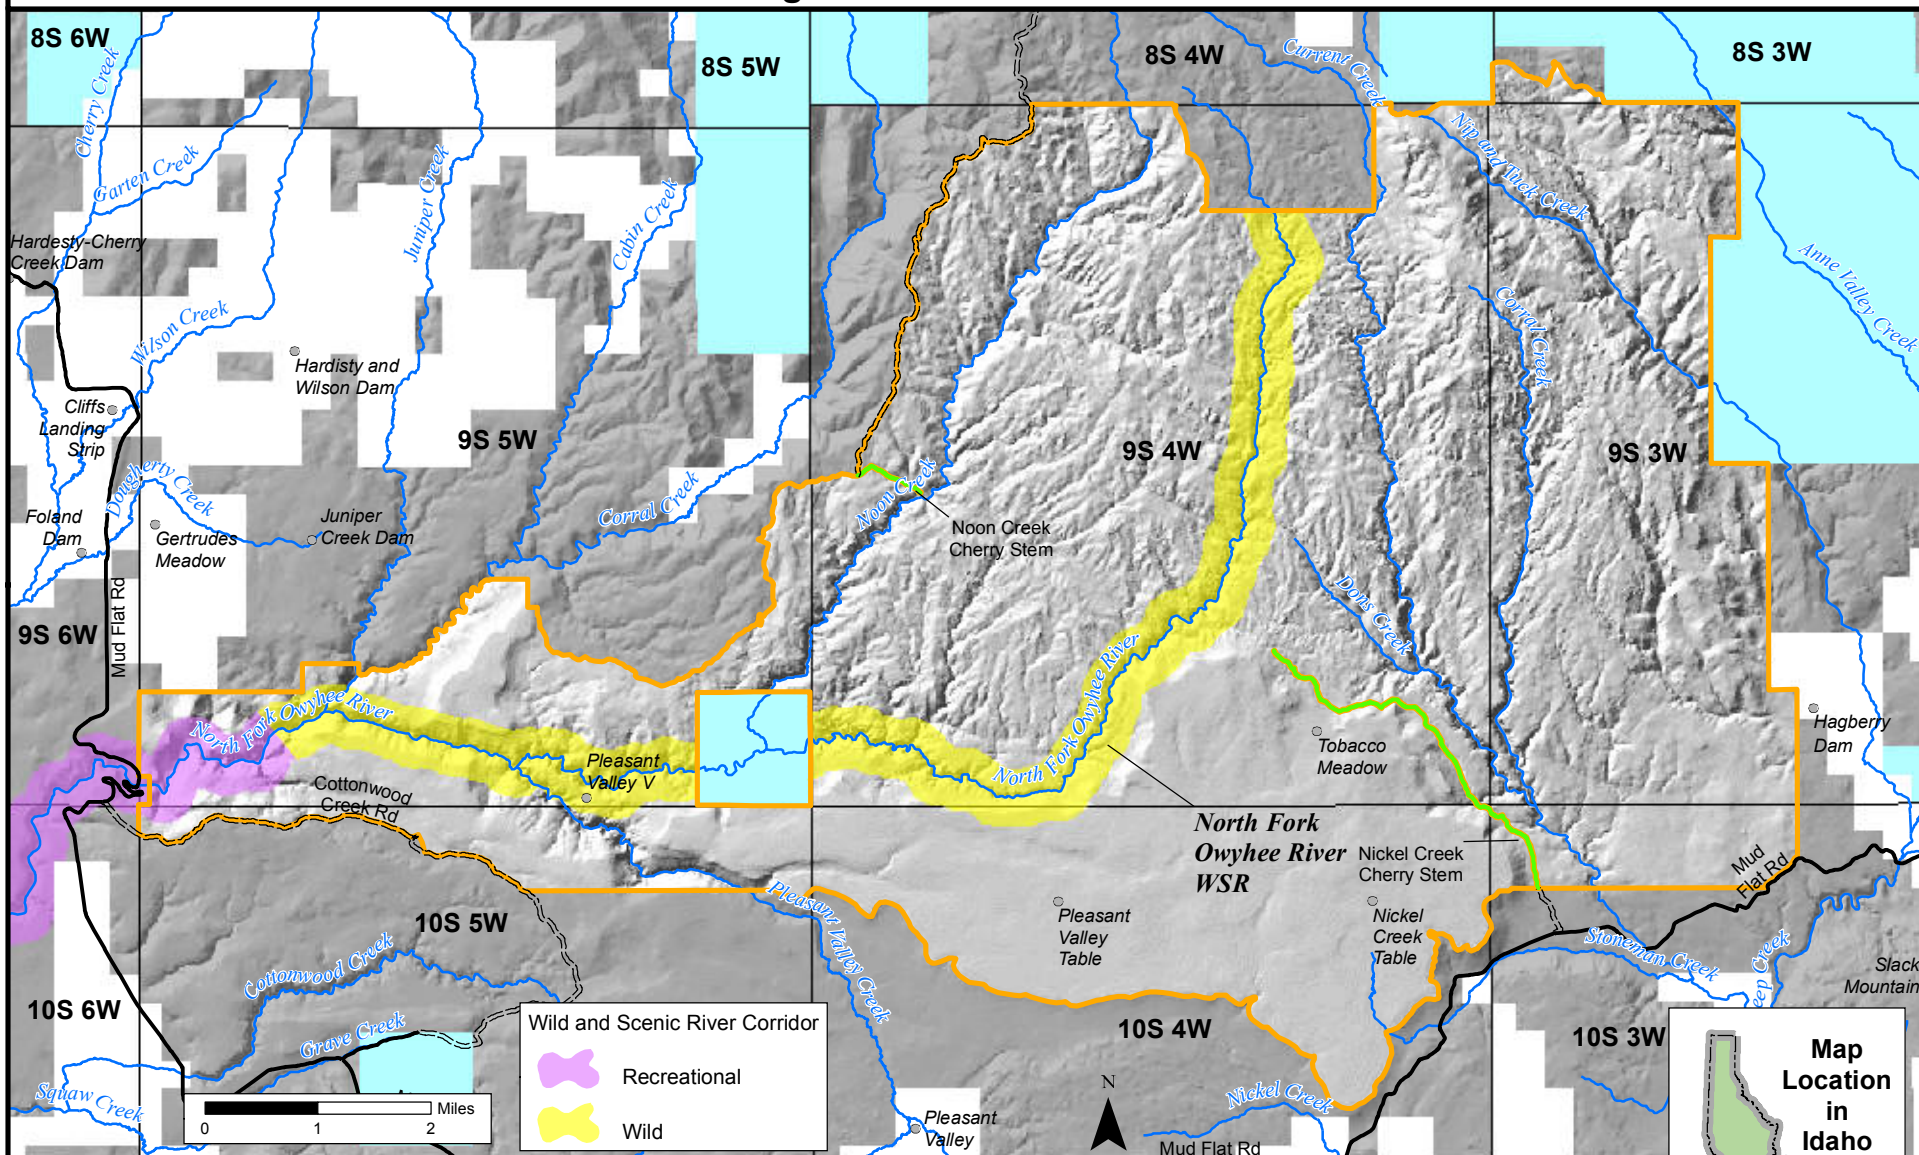 8S 6W
8S 5W
8S 4W
8S 3W
Cherry Creek
Garten Creek
Juniper Creek
Cabin Creek
Current Creek
Nip and Tuck Creek
Anne Valley Creek
Hardesty-Cherry
Creek Dam
Wilson Creek
Hardisty and
Wilson Dam
Cliffs
Landing
Strip
9S 5W
9S 4W
9S 3W
Corral Creek
Dougherty Creek
Foland
Dam
Gertrudes
Meadow
Juniper
Creek Dam
Corral Creek
Noon Creek
Noon Creek
Cherry Stem
Dons Creek
9S 6W
Mud Flat Rd
North Fork Owyhee River
North Fork Owyhee River
Pleasant
Valley V
Cottonwood
Creek Rd
Tobacco
Meadow
Hagberry
Dam
North Fork
Owyhee River
WSR
Nickel Creek
Cherry Stem
Mud
Flat Rd
10S 5W
Pleasant Valley Creek
Pleasant
Valley
Table
Nickel
Creek
Table
Stoneman Creek
eep Creek
Slack
Mountain
Cottonwood Creek
10S 6W
Grave Creek
10S 4W
10S 3W
Squaw Creek
Nickel Creek
Mud Flat Rd
Pleasant
Valley
N
Wild and Scenic River Corridor
Recreational
Wild
Miles
0 1 2
Map
Location
in
Idaho